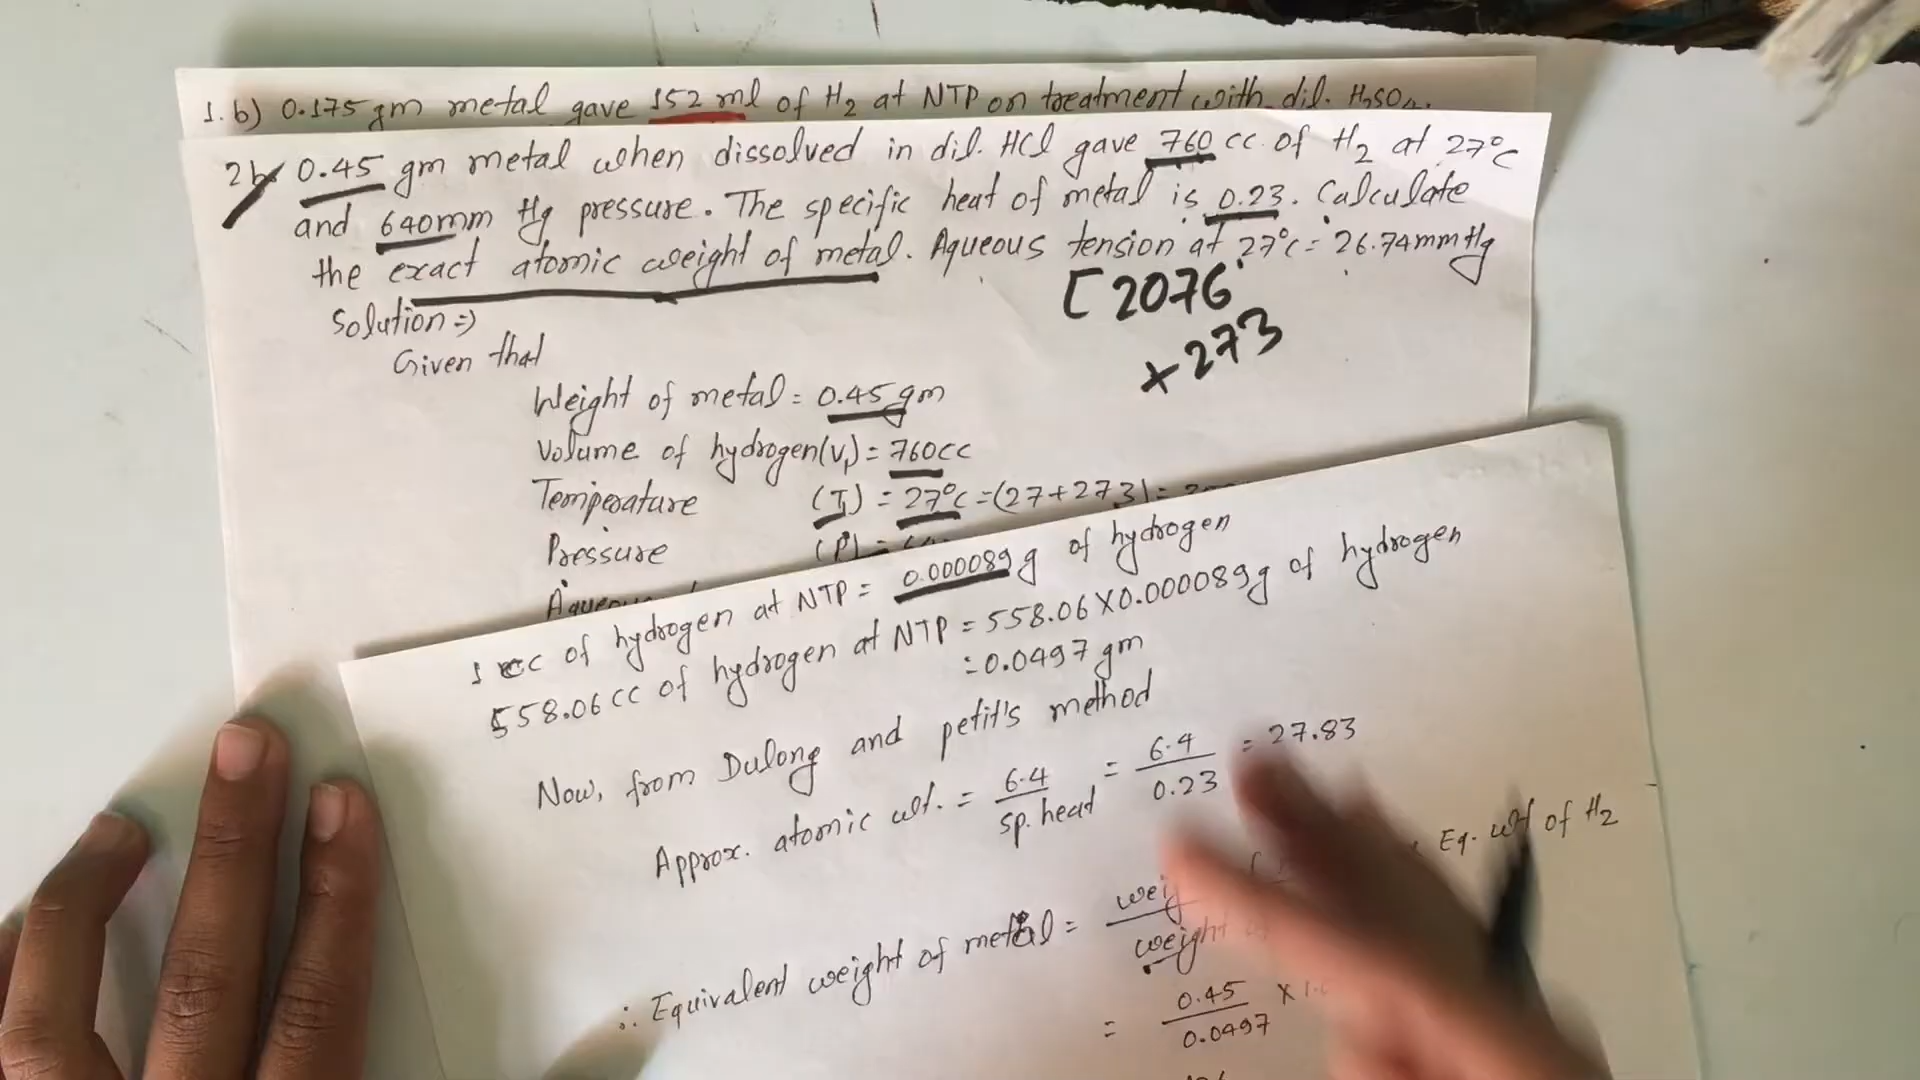 1.b) 0.175 gm metal gave 152 ml of H2 at NTP on treatment with dil. H2SO4.
2b 0.45 gm metal when dissolved in dil. HCl gave 760 cc of H2 at 27°C
and 640mm Hg pressure. The specific heat of metal is 0.23. Calculate
the exact atomic weight of metal. Aqueous tension at 27°C = 26.74mmHg
[2076
+273
Solution =)
Given that
Weight of metal = 0.45 gm
Volume of hydrogen(V1) = 760cc
Temperature (T1) = 27°C = (27+273) =
Pressure (P) =
1 cc of hydrogen at NTP = 0.000089g of hydrogen
558.06 cc of hydrogen at NTP = 558.06 X 0.000089g of hydrogen
= 0.0497 gm
Now, from Dulong and petit's method
Approx. atomic wt. = 6.4 / sp. heat = 6.4 / 0.23 = 27.83
∴ Equivalent weight of metal = weight Eq. wt of H2
= 0.45 / 0.0497 X 1.